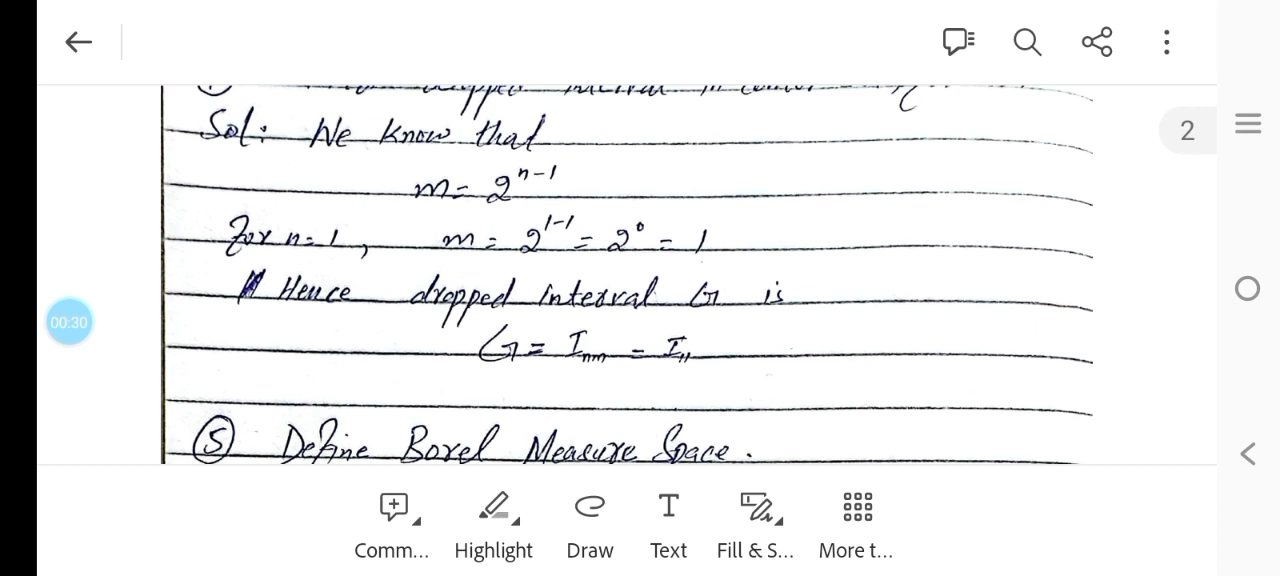 2
Sol: We know that
m = 2^{n-1}
For n=1, m = 2^{1-1} = 2^0 = 1
Hence dropped interval G is
G = I_{nm} = I_{11}
00:30
⑤ Define Borel Measure Space.
Comm... Highlight Draw Text Fill & S... More t...